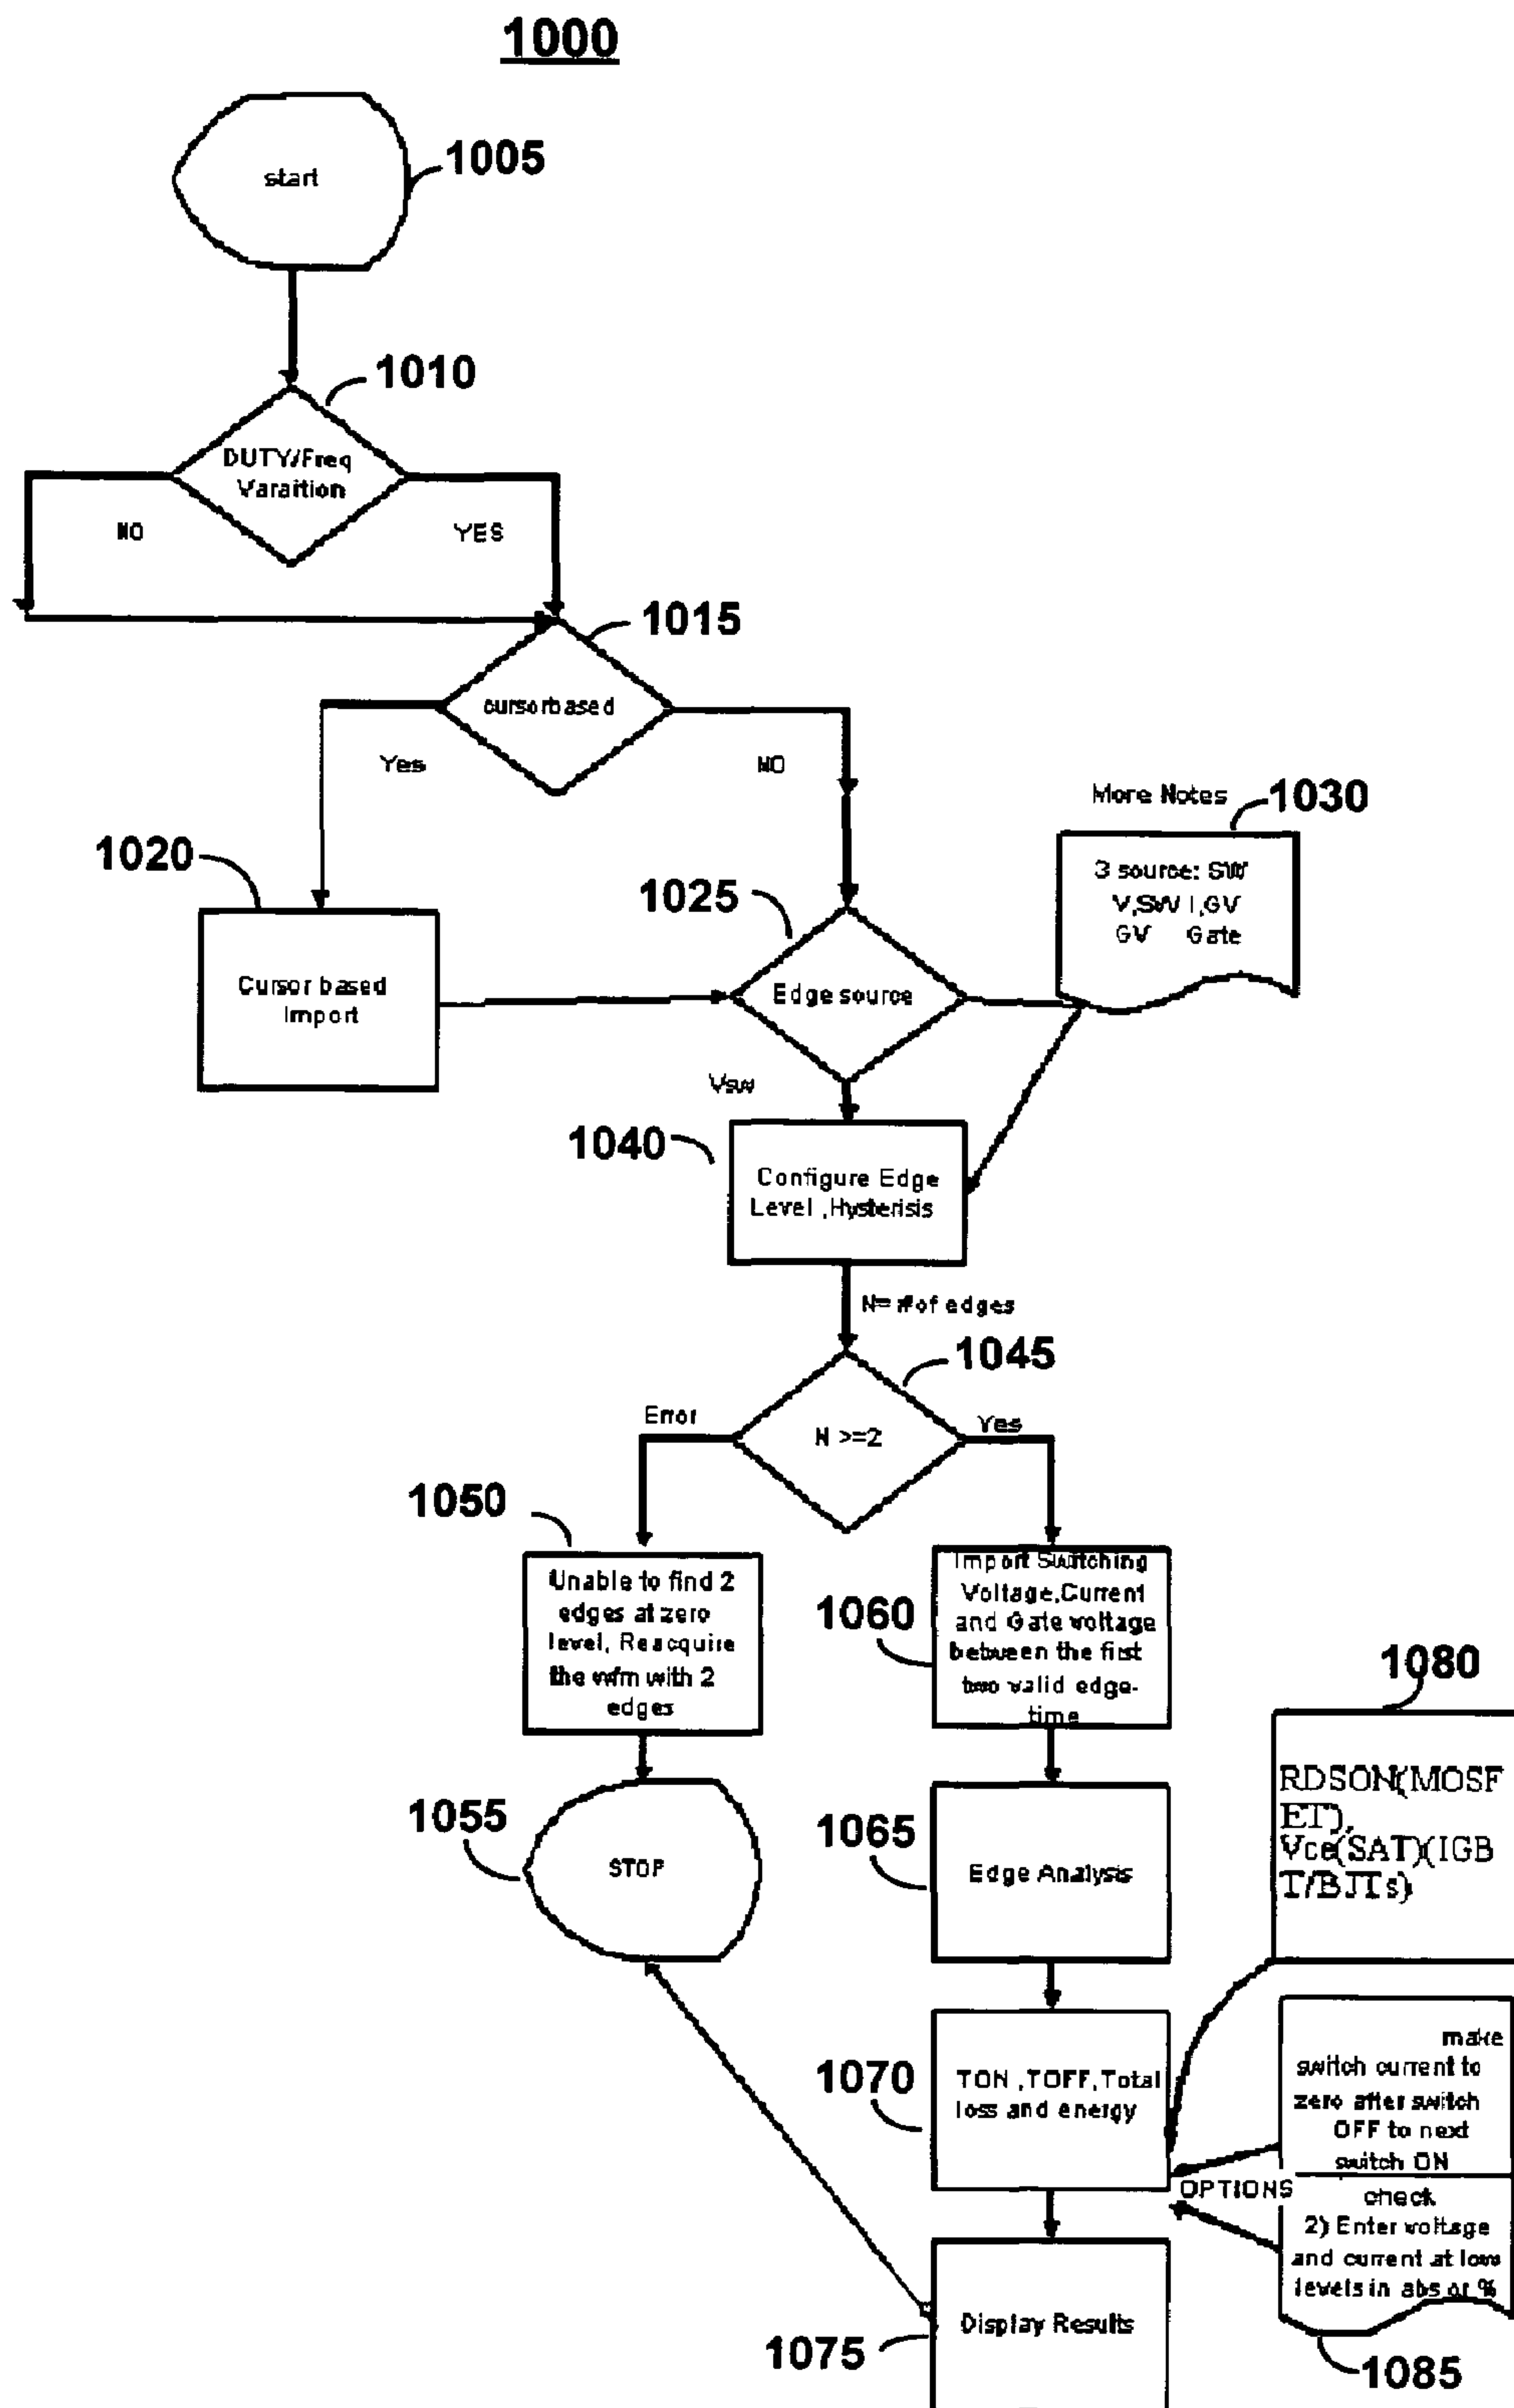 1000
start
1005
1010
DUTY/Freq
Varaition
NO
YES
1015
cursorbased
Yes
NO
More Notes
1030
3 source: SW
V,SW I,GV
GV Gate
1020
Cursor based
Import
1025
Edge source
Vsw
1040
Configure Edge
Level ,Hysterisis
N= # of edges
1045
N >=2
Error
Yes
1050
Unable to find 2
edges at zero
level, Reacquire
the wfm with 2
edges
1060
Import Switching
Voltage,Current
and Gate voltage
between the first
two valid edge-
time
1055
STOP
1065
Edge Analysis
1080
RDSON(MOSF
ET),
Vce(SAT)(IGB
T/BJTs)
1070
TON ,TOFF,Total
loss and energy
make
switch current to
zero after switch
OFF to next
switch ON
OPTIONS
check
2) Enter voltage
and current at low
levels in abs or %
1085
1075
Display Results